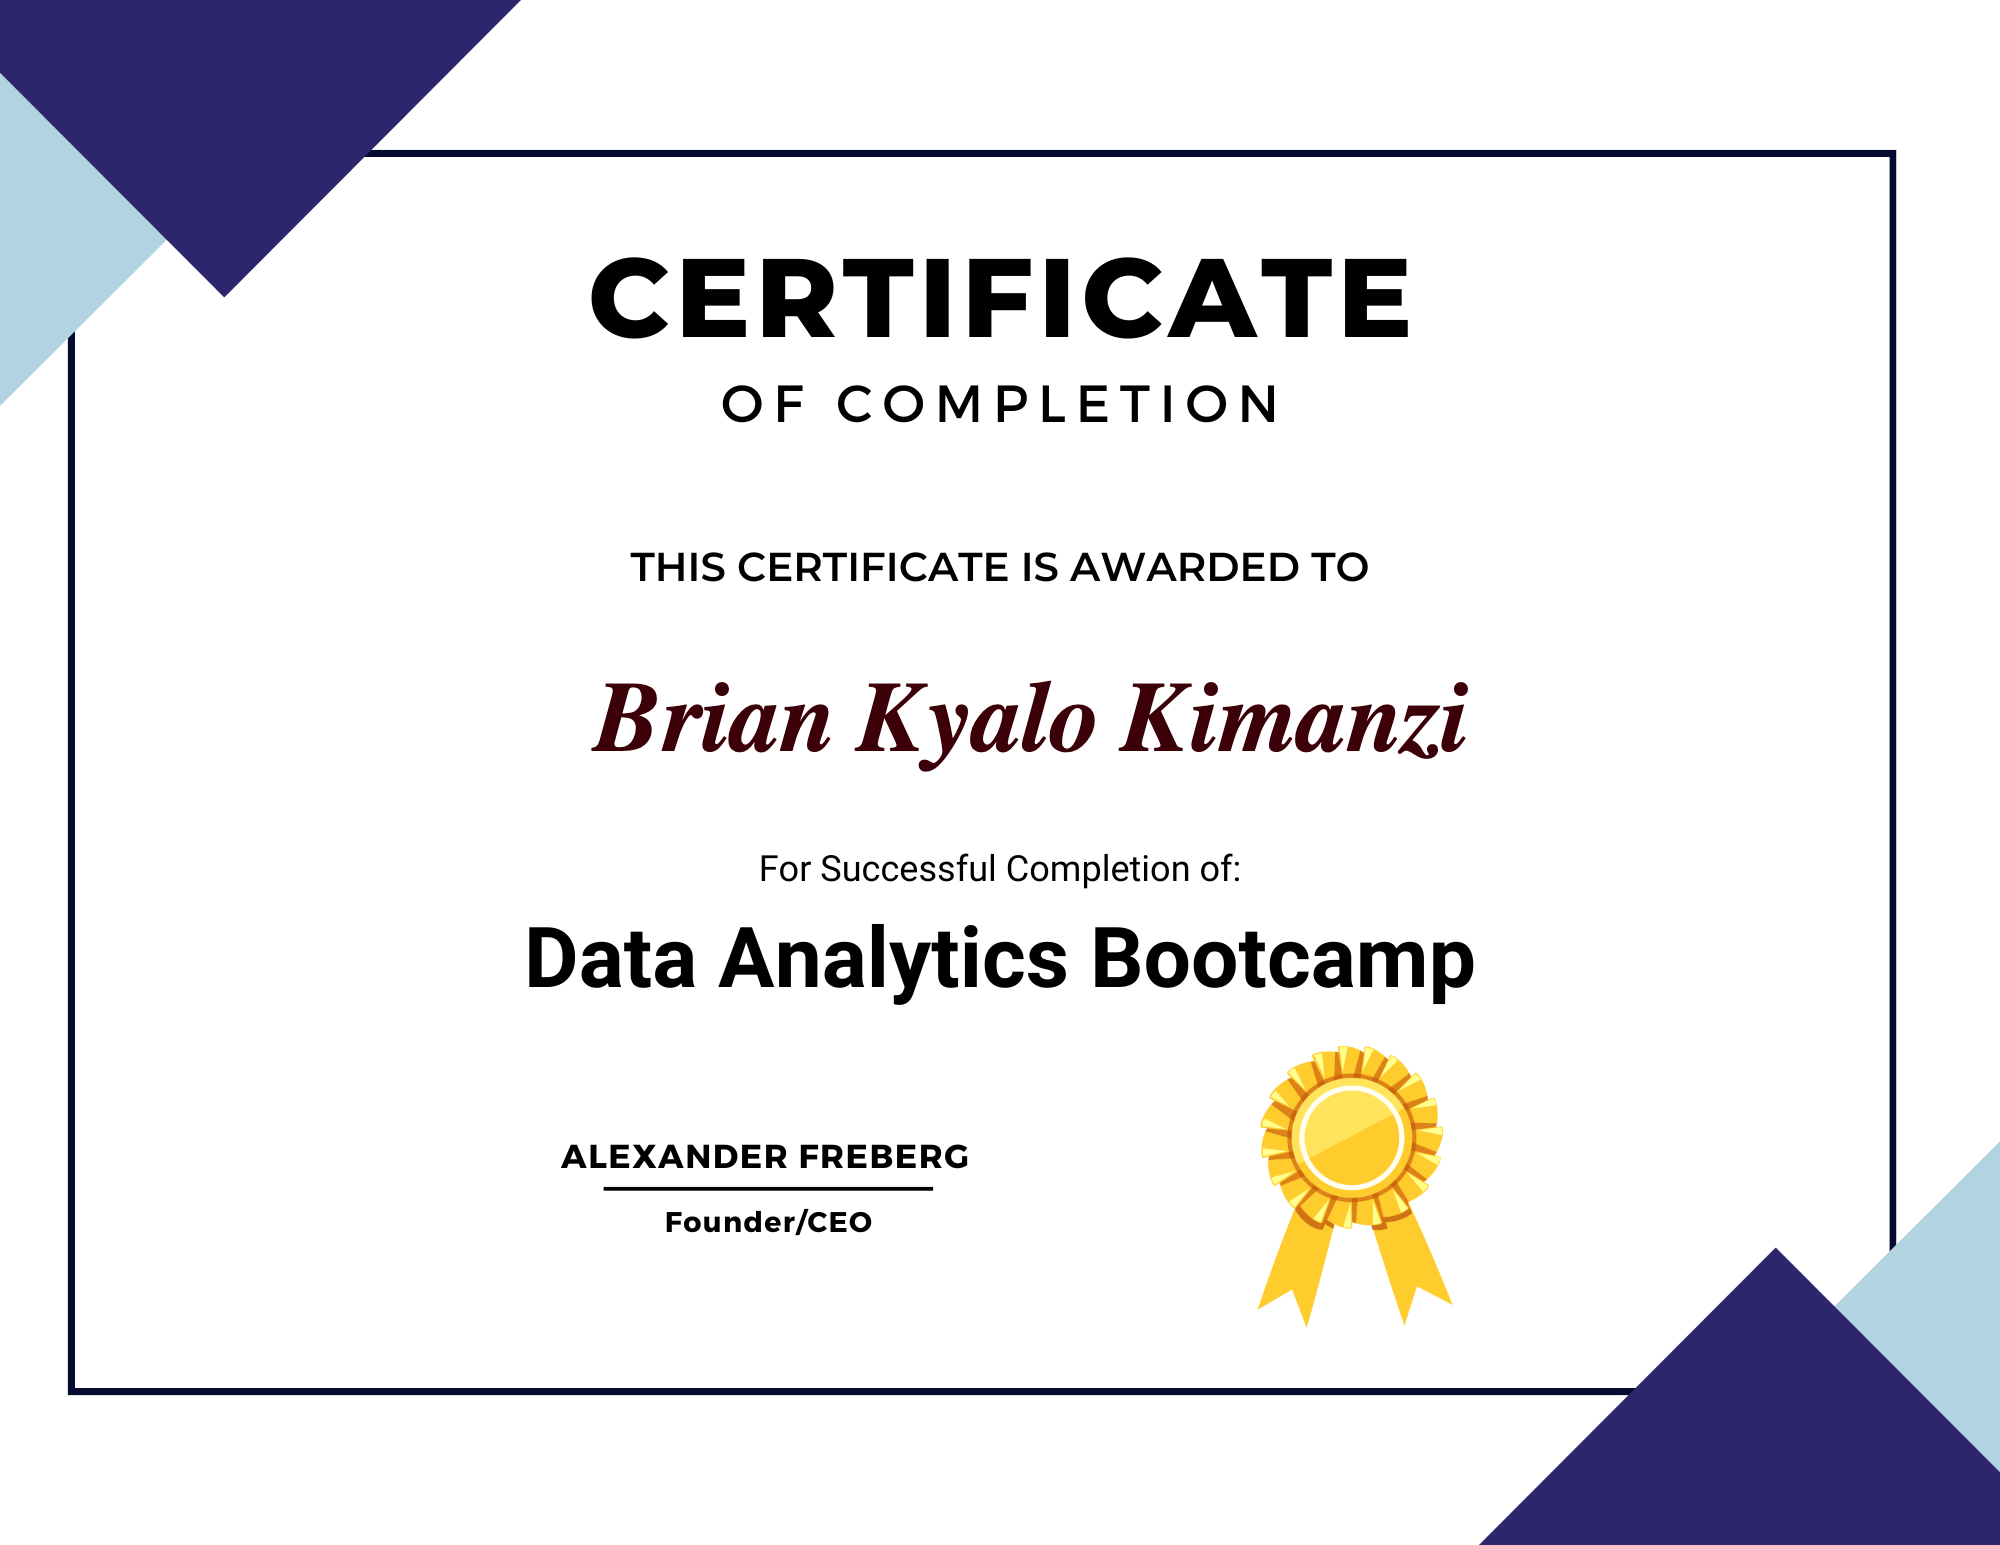 CERTIFICATE
OF COMPLETION
THIS CERTIFICATE IS AWARDED TO
Brian Kyalo Kimanzi
For Successful Completion of:
Data Analytics Bootcamp
ALEXANDER FREBERG
Founder/CEO